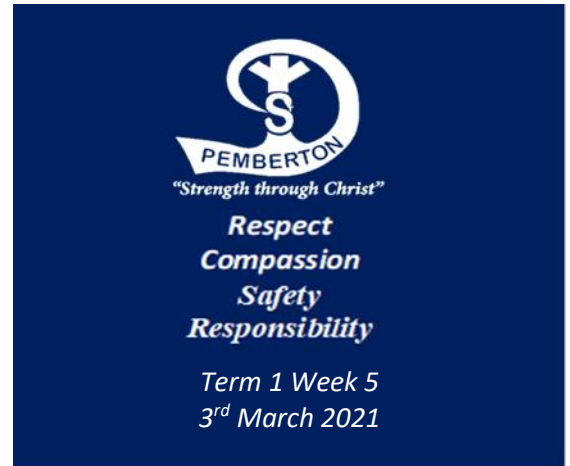 S
PEMBERTON
“Strength through Christ”
Respect
Compassion
Safety
Responsibility
Term 1 Week 5
3rd March 2021